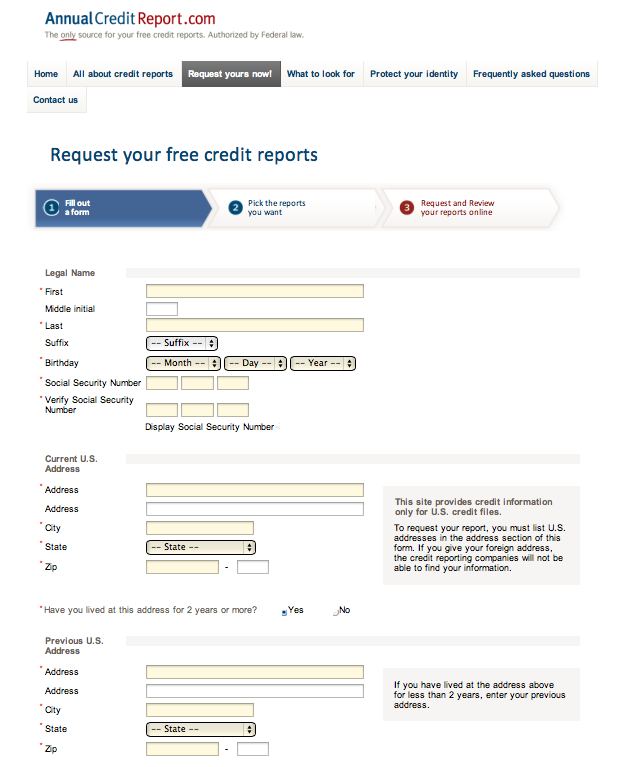 AnnualCreditReport.com
The only source for your free credit reports. Authorized by Federal law.
Home All about credit reports Request yours now! What to look for Protect your identity Frequently asked questions
Contact us
Request your free credit reports
1 Fill out a form
2 Pick the reports you want
3 Request and Review your reports online
Legal Name
* First
Middle initial
* Last
Suffix -- Suffix --
* Birthday -- Month -- -- Day -- -- Year --
* Social Security Number
* Verify Social Security
Number
Display Social Security Number
Current U.S.
Address
* Address
Address
* City
* State -- State --
* Zip -
This site provides credit information
only for U.S. credit files.
To request your report, you must list U.S.
addresses in the address section of this
form. If you give your foreign address,
the credit reporting companies will not be
able to find your information.
* Have you lived at this address for 2 years or more? Yes No
Previous U.S.
Address
* Address
Address
* City
* State -- State --
* Zip -
If you have lived at the address above
for less than 2 years, enter your previous
address.